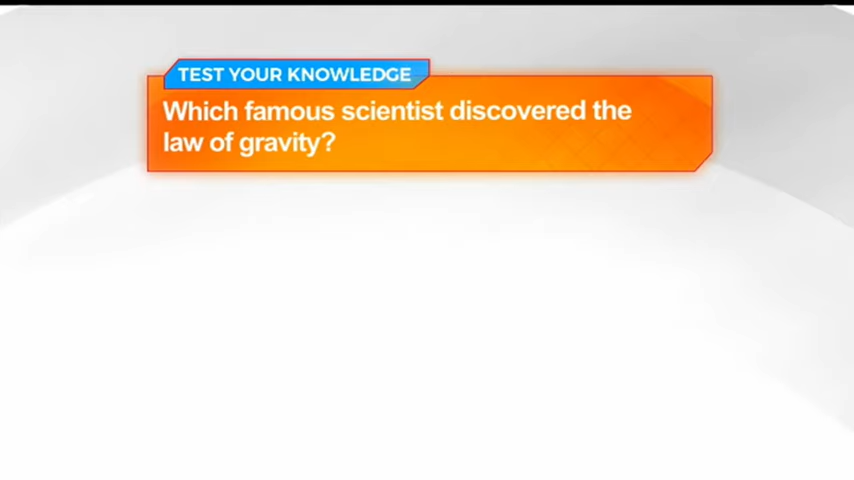 TEST YOUR KNOWLEDGE
Which famous scientist discovered the
law of gravity?